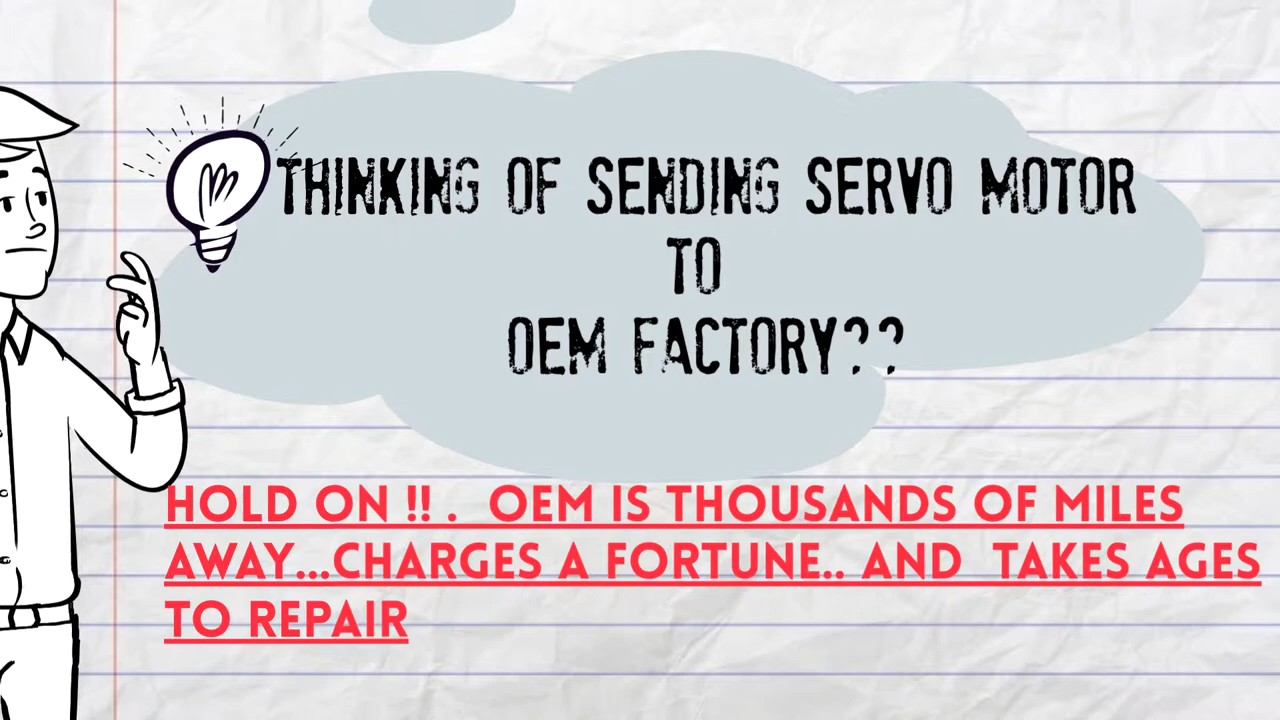 THINKING OF SENDING SERVO MOTOR
TO
OEM FACTORY??
HOLD ON !! . OEM IS THOUSANDS OF MILES
AWAY...CHARGES A FORTUNE.. AND TAKES AGES
TO REPAIR